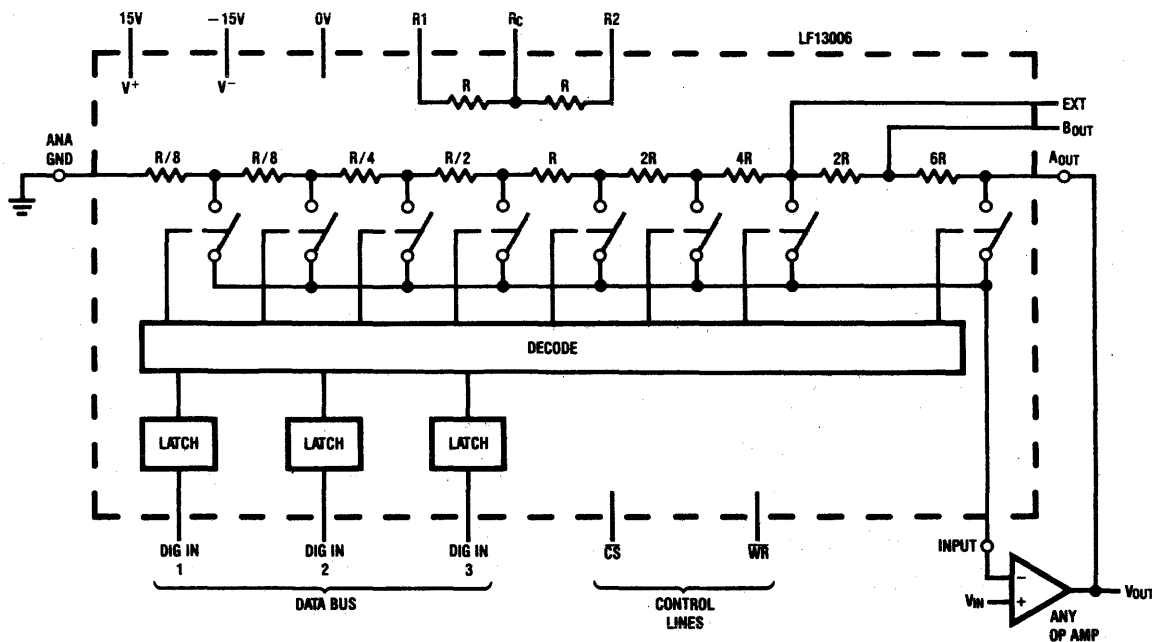 15V −15V 0V R1 RC R2
LF13006
V+ V−
R R
EXT
BOUT
ANA
GND
R/8 R/8 R/4 R/2 R 2R 4R 2R 6R
AOUT
DECODE
LATCH LATCH LATCH
DIG IN
1
DIG IN
2
DIG IN
3
CS WR
INPUT
DATA BUS
CONTROL
LINES
−
+
VIN
VOUT
ANY
OP AMP